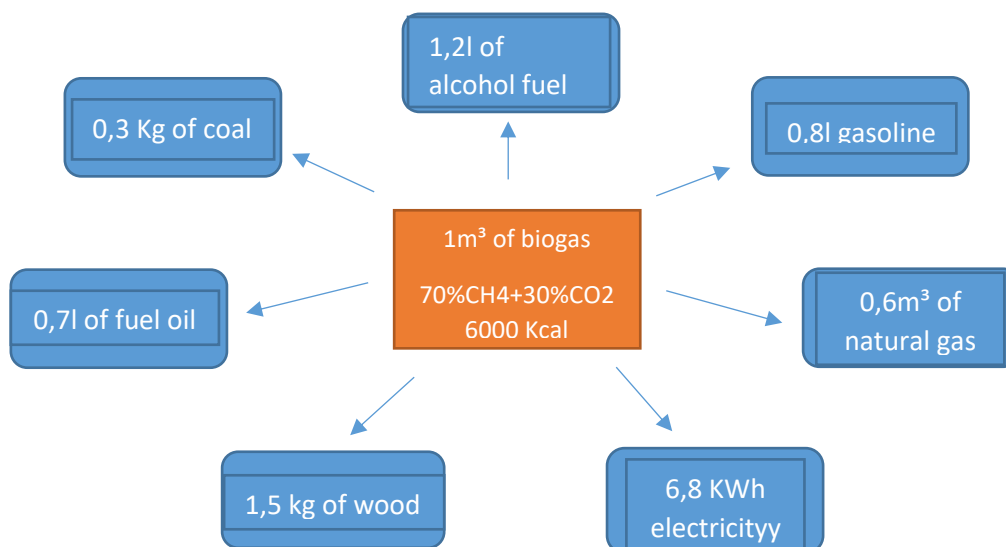 1,2l of
alcohol fuel
0,3 Kg of coal
0,8l gasoline
1m³ of biogas
70%CH4+30%CO2
6000 Kcal
0,7l of fuel oil
0,6m³ of
natural gas
1,5 kg of wood
6,8 KWh
electricityy